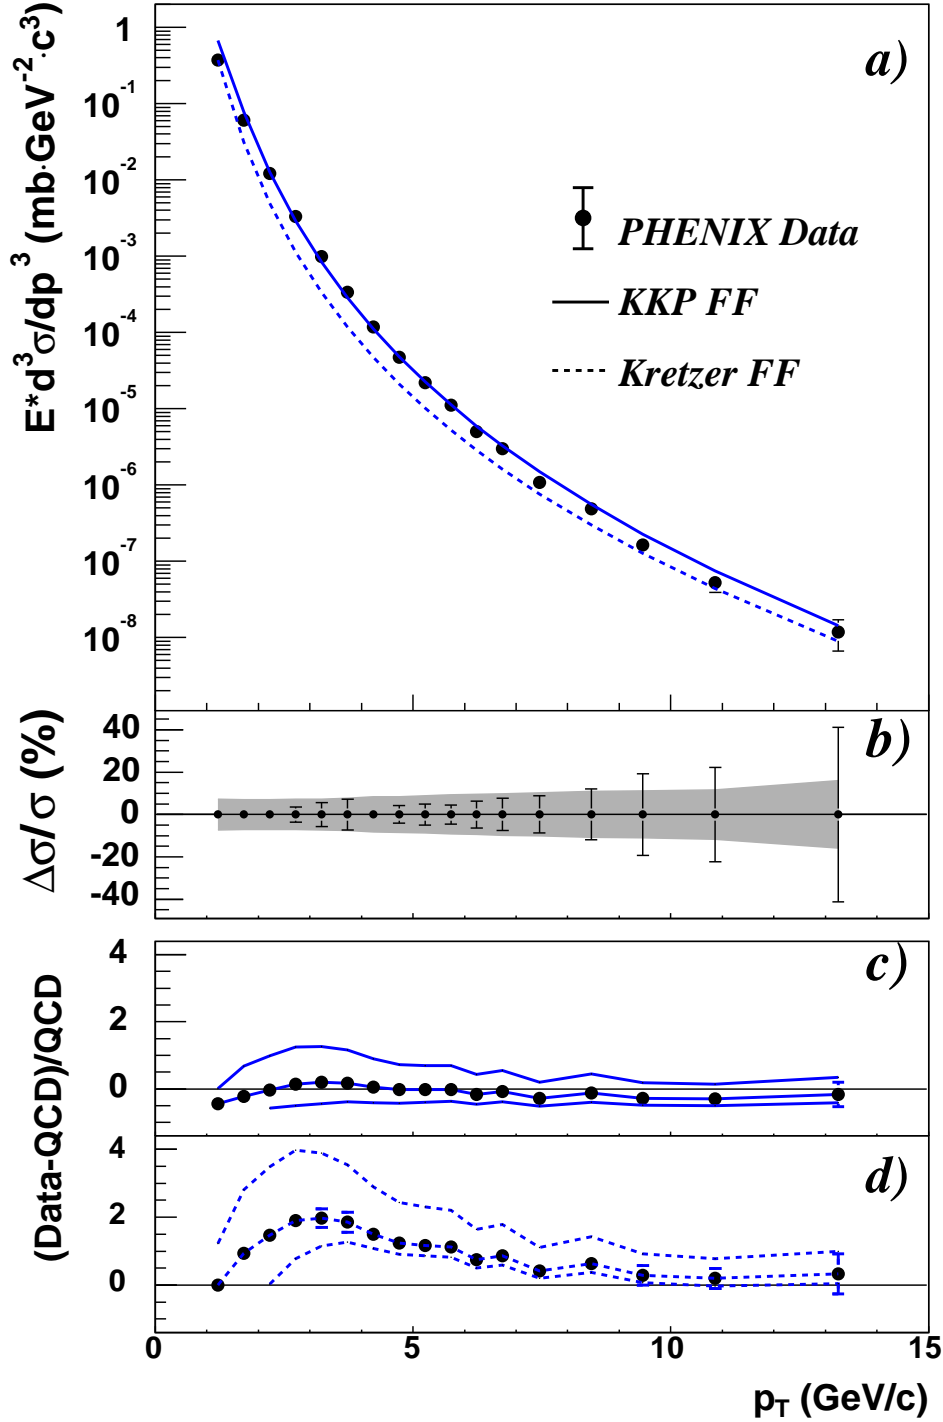 a)
E*d³σ/dp³ (mb·GeV⁻²·c³)
1
10⁻¹
10⁻²
10⁻³
10⁻⁴
10⁻⁵
10⁻⁶
10⁻⁷
10⁻⁸
PHENIX Data
KKP FF
Kretzer FF
b)
Δσ/σ (%)
40
20
0
-20
-40
c)
(Data-QCD)/QCD
4
2
0
d)
4
2
0
0 5 10 15
p_T (GeV/c)